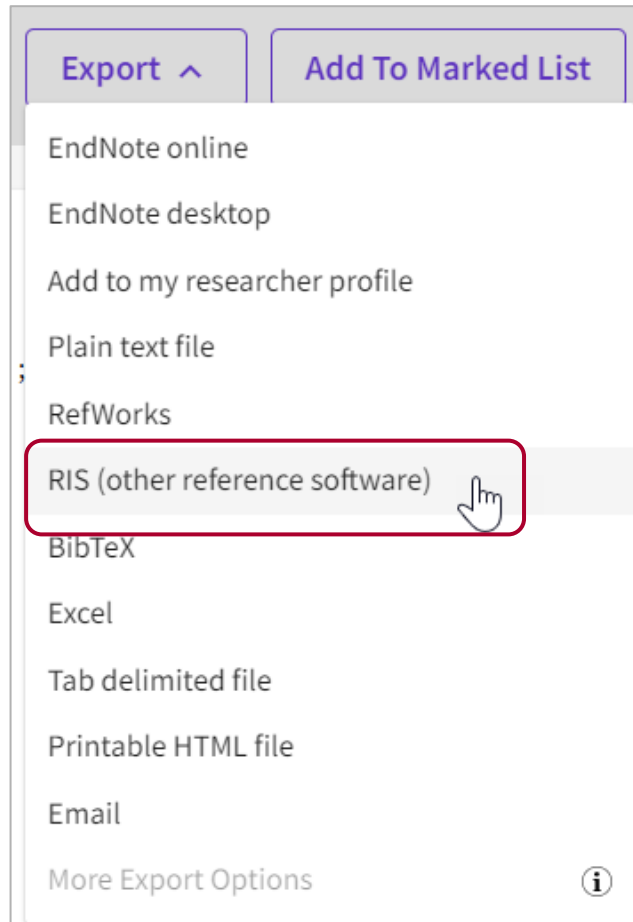 Export
Add To Marked List
EndNote online
EndNote desktop
Add to my researcher profile
Plain text file
;
RefWorks
RIS (other reference software)
BibTeX
Excel
Tab delimited file
Printable HTML file
Email
More Export Options